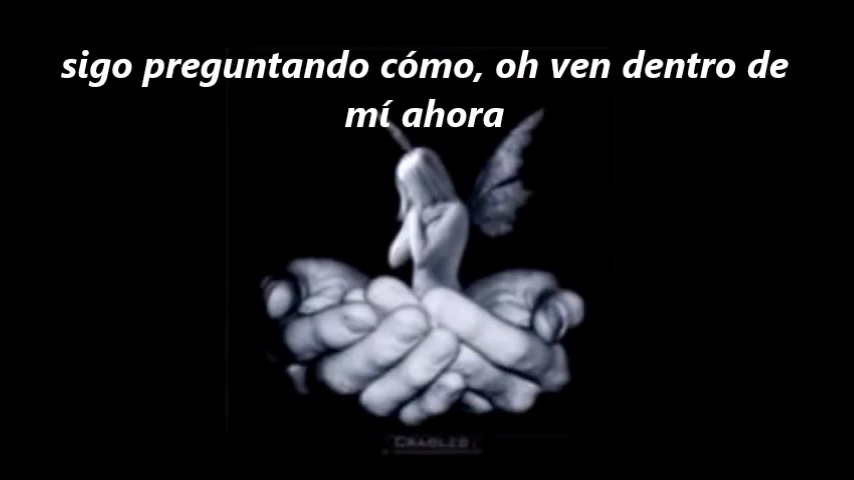 sigo preguntando cómo, oh ven dentro de
mí ahora